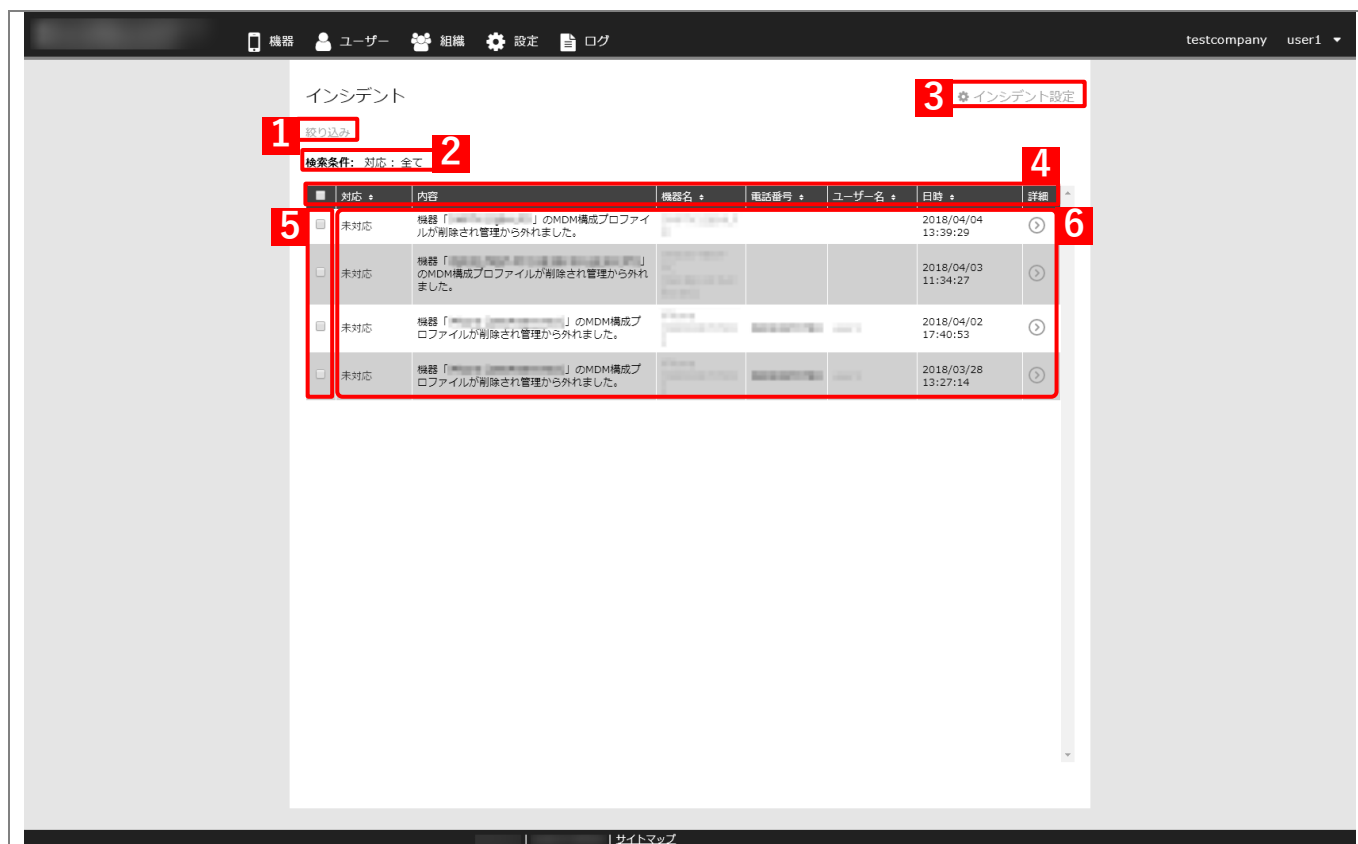 機器 ユーザー 組織 設定 ログ testcompany user1
インシデント
3 インシデント設定
1 絞り込み
検索条件: 対応 : 全て 2
4
対応 内容 機器名 電話番号 ユーザー名 日時 詳細
5
6
未対応 機器「 」のMDM構成プロファイ
ルが削除され管理から外れました。 2018/04/04
13:39:29
未対応 機器「 」
のMDM構成プロファイルが削除され管理から外れ
ました。 2018/04/03
11:34:27
未対応 機器「 」のMDM構成プ
ロファイルが削除され管理から外れました。 2018/04/02
17:40:53
未対応 機器「 」のMDM構成プ
ロファイルが削除され管理から外れました。 2018/03/28
13:27:14
| | サイトマップ